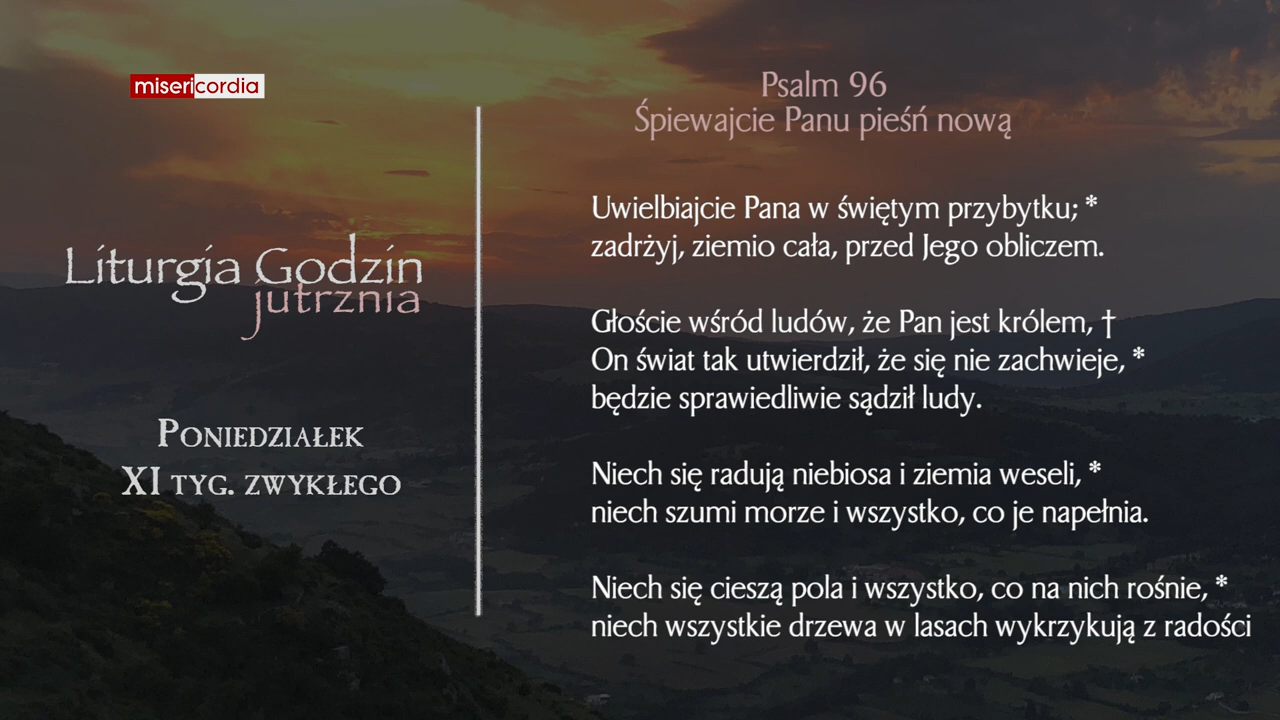 misericordia
Liturgia Godzin
jutrznia
Poniedziałek
XI tyg. zwykłego
Psalm 96
Śpiewajcie Panu pieśń nową
Uwielbiajcie Pana w świętym przybytku; *
zadrżyj, ziemio cała, przed Jego obliczem.
Głoście wśród ludów, że Pan jest królem, †
On świat tak utwierdził, że się nie zachwieje, *
będzie sprawiedliwie sądził ludy.
Niech się radują niebiosa i ziemia weseli, *
niech szumi morze i wszystko, co je napełnia.
Niech się cieszą pola i wszystko, co na nich rośnie, *
niech wszystkie drzewa w lasach wykrzykują z radości